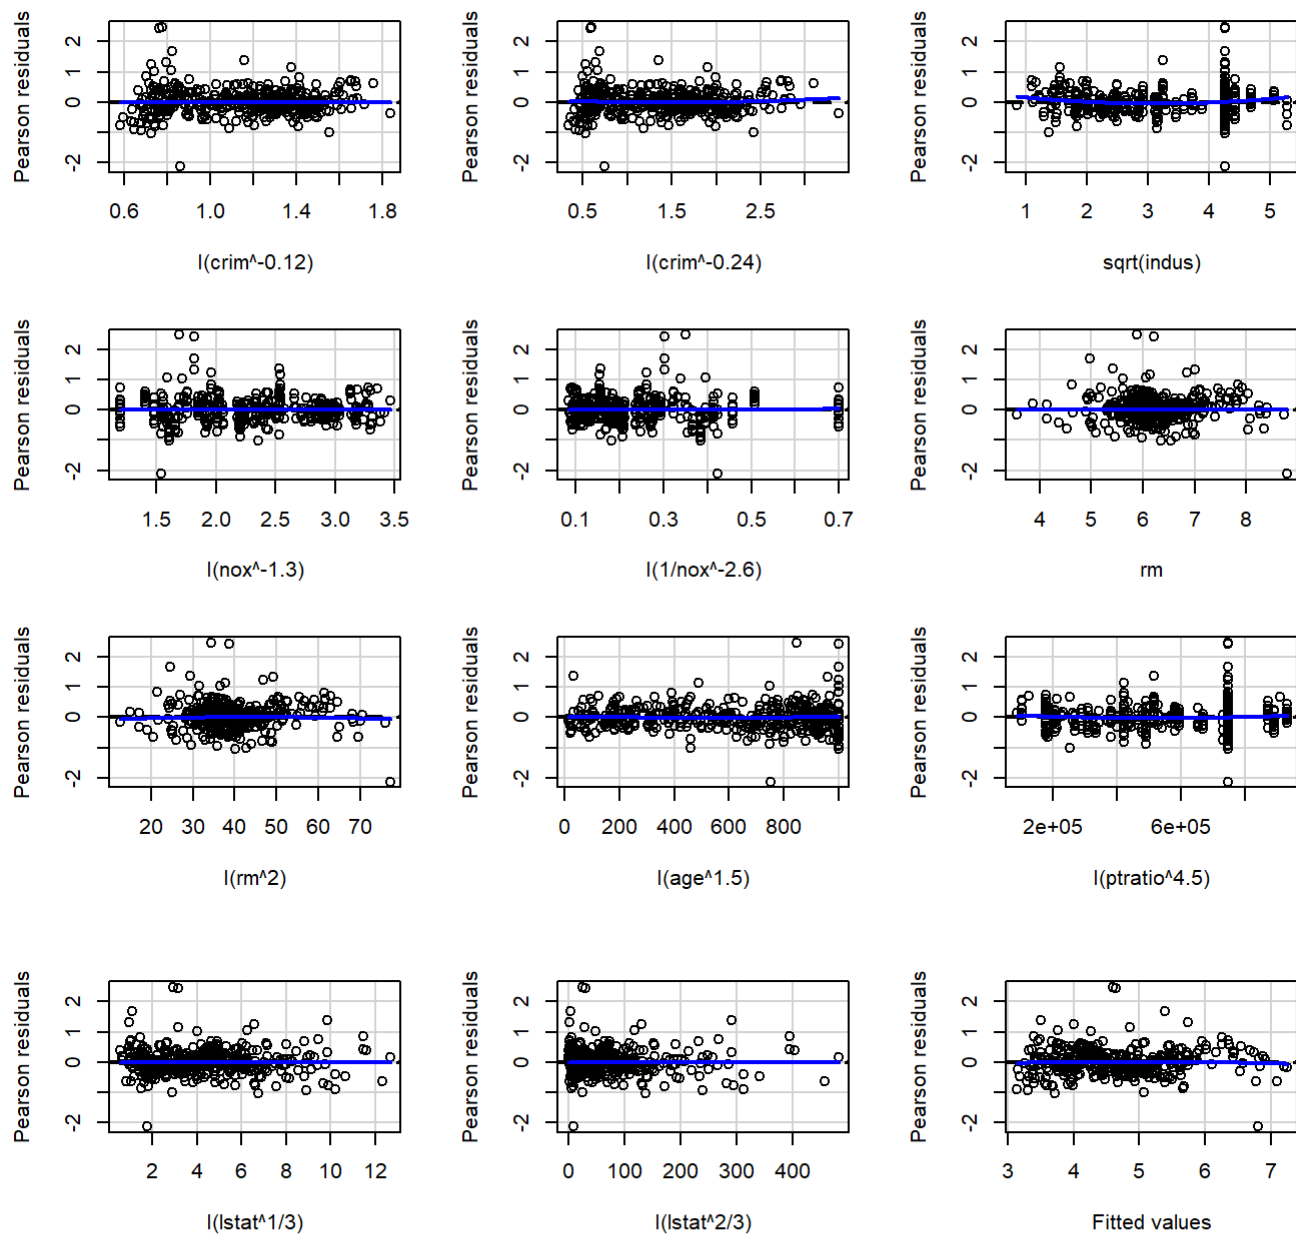 Pearson residuals
2
1
0
-2
0.6 1.0 1.4 1.8
I(crim^-0.12)
Pearson residuals
2
1
0
-2
0.5 1.5 2.5
I(crim^-0.24)
Pearson residuals
2
1
0
-2
1 2 3 4 5
sqrt(indus)
Pearson residuals
2
1
0
-2
1.5 2.0 2.5 3.0 3.5
I(nox^-1.3)
Pearson residuals
2
1
0
-2
0.1 0.3 0.5 0.7
I(1/nox^-2.6)
Pearson residuals
2
1
0
-2
4 5 6 7 8
rm
Pearson residuals
2
1
0
-2
20 30 40 50 60 70
I(rm^2)
Pearson residuals
2
1
0
-2
0 200 400 600 800
I(age^1.5)
Pearson residuals
2
1
0
-2
2e+05 6e+05
I(ptratio^4.5)
Pearson residuals
2
1
0
-2
2 4 6 8 10 12
I(lstat^1/3)
Pearson residuals
2
1
0
-2
0 100 200 300 400
I(lstat^2/3)
Pearson residuals
2
1
0
-2
3 4 5 6 7
Fitted values